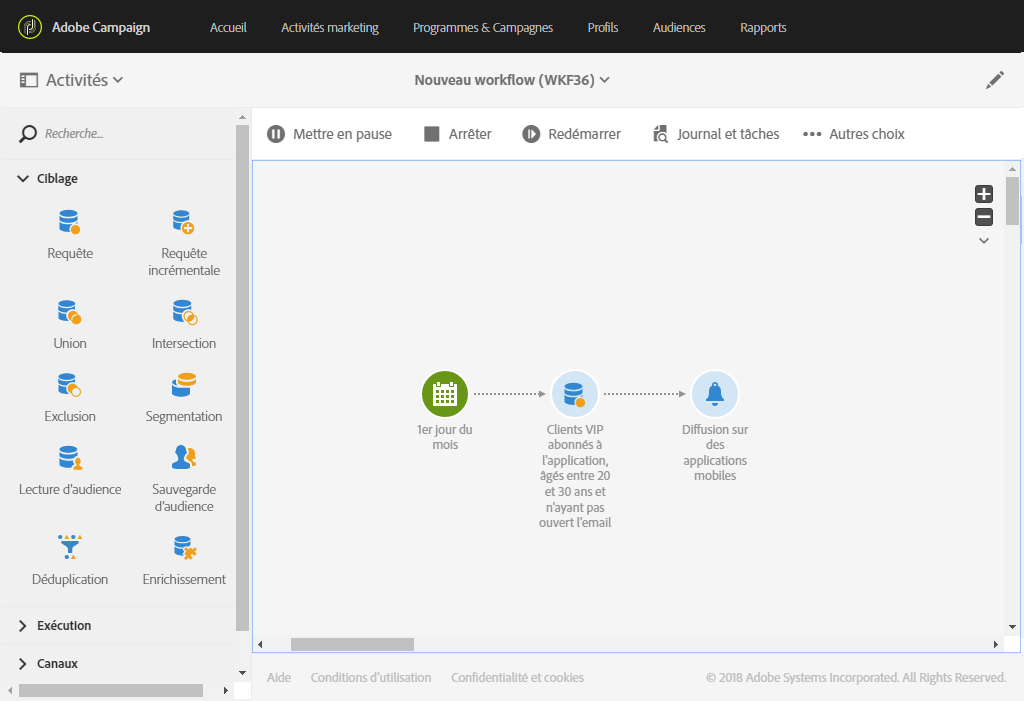 Adobe Campaign
Accueil
Activités marketing
Programmes & Campagnes
Profils
Audiences
Rapports
Activités
Nouveau workflow (WKF36)
Recherche...
Mettre en pause
Arrêter
Redémarrer
Journal et tâches
Autres choix
Ciblage
Requête
Requête
incrémentale
Union
Intersection
Exclusion
Segmentation
Lecture d'audience
Sauvegarde
d'audience
Déduplication
Enrichissement
Exécution
Canaux
1er jour du
mois
Clients VIP
abonnés à
l'application,
âgés entre 20
et 30 ans et
n'ayant pas
ouvert l'email
Diffusion sur
des
applications
mobiles
Aide
Conditions d'utilisation
Confidentialité et cookies
© 2018 Adobe Systems Incorporated. All Rights Reserved.